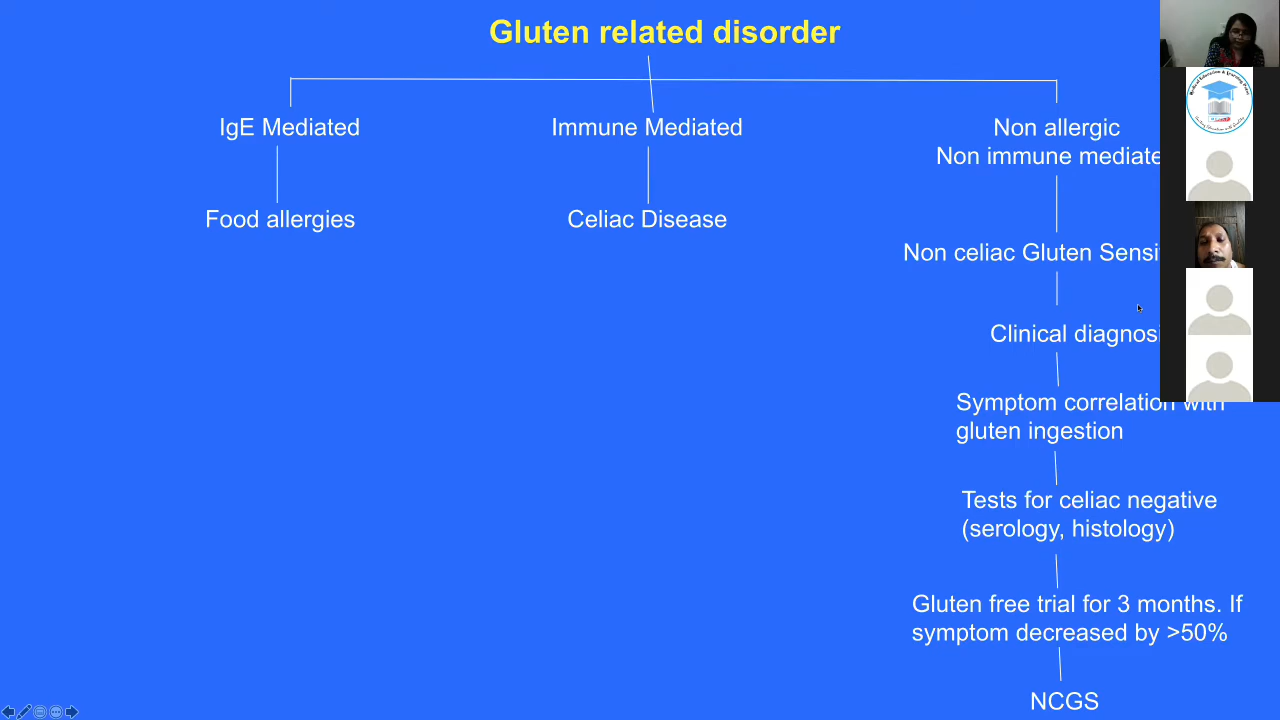 Gluten related disorder
IgE Mediated
Immune Mediated
Non allergic
Non immune mediate
Food allergies
Celiac Disease
Non celiac Gluten Sensi
Clinical diagnosi
Symptom correlation with
gluten ingestion
Tests for celiac negative
(serology, histology)
Gluten free trial for 3 months. If
symptom decreased by >50%
NCGS